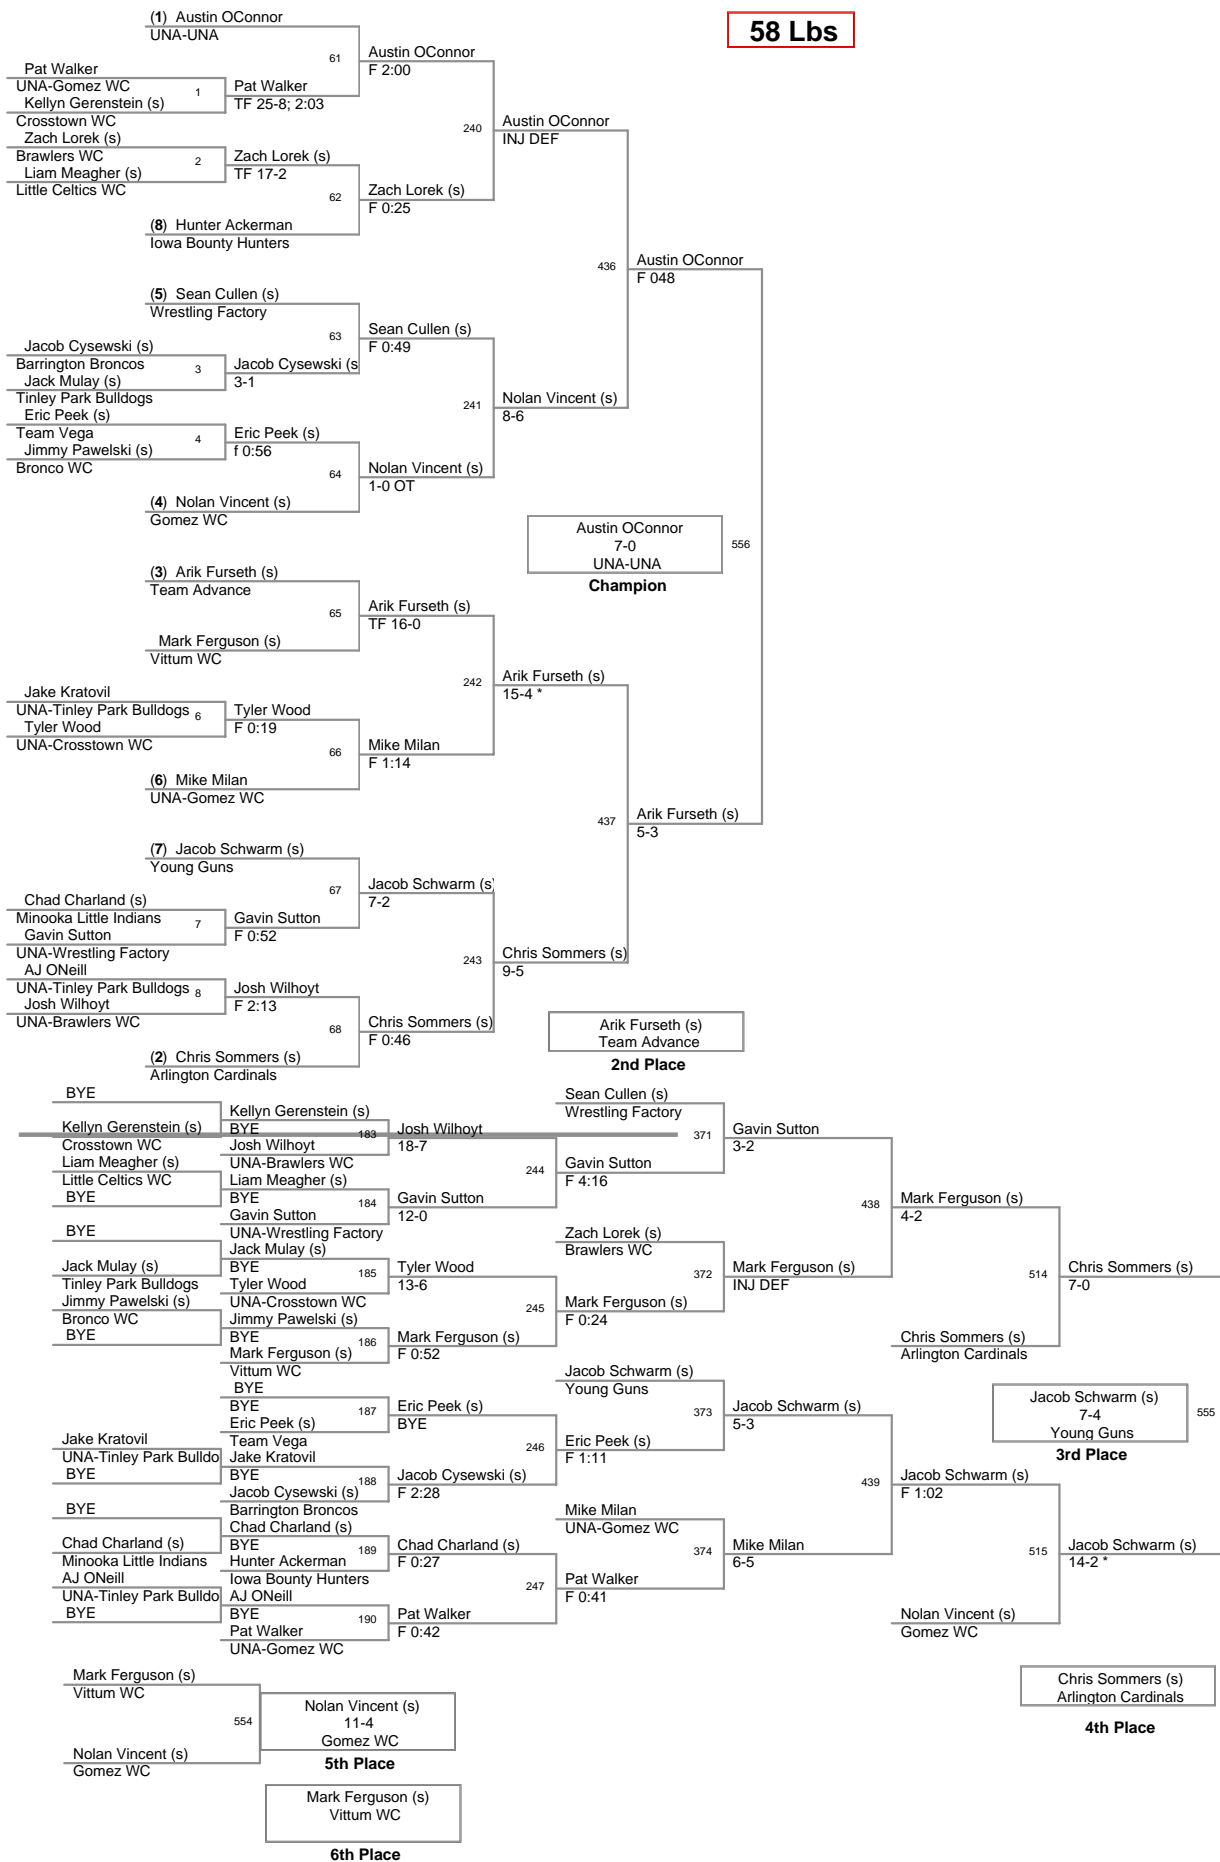 58 Lbs
(1) Austin OConnor
UNA-UNA
61
Austin OConnor
F 2:00
Pat Walker
UNA-Gomez WC
1
Kellyn Gerenstein (s)
Crosstown WC
Pat Walker
TF 25-8; 2:03
240
Austin OConnor
INJ DEF
Zach Lorek (s)
Brawlers WC
2
Liam Meagher (s)
Little Celtics WC
Zach Lorek (s)
TF 17-2
62
Zach Lorek (s)
F 0:25
(8) Hunter Ackerman
Iowa Bounty Hunters
436
Austin OConnor
F 048
(5) Sean Cullen (s)
Wrestling Factory
63
Sean Cullen (s)
F 0:49
Jacob Cysewski (s)
Barrington Broncos
3
Jack Mulay (s)
Tinley Park Bulldogs
Jacob Cysewski (s
3-1
241
Nolan Vincent (s)
8-6
Eric Peek (s)
Team Vega
4
Jimmy Pawelski (s)
Bronco WC
Eric Peek (s)
f 0:56
64
Nolan Vincent (s)
1-0 OT
(4) Nolan Vincent (s)
Gomez WC
Austin OConnor
7-0
UNA-UNA
556
Champion
(3) Arik Furseth (s)
Team Advance
65
Arik Furseth (s)
TF 16-0
Mark Ferguson (s)
Vittum WC
242
Arik Furseth (s)
15-4 *
Jake Kratovil
UNA-Tinley Park Bulldogs
6
Tyler Wood
UNA-Crosstown WC
Tyler Wood
F 0:19
66
Mike Milan
F 1:14
(6) Mike Milan
UNA-Gomez WC
437
Arik Furseth (s)
5-3
(7) Jacob Schwarm (s)
Young Guns
67
Jacob Schwarm (s)
7-2
Chad Charland (s)
Minooka Little Indians
7
Gavin Sutton
UNA-Wrestling Factory
Gavin Sutton
F 0:52
243
Chris Sommers (s)
9-5
AJ ONeill
UNA-Tinley Park Bulldogs
8
Josh Wilhoyt
UNA-Brawlers WC
Josh Wilhoyt
F 2:13
68
Chris Sommers (s)
F 0:46
(2) Chris Sommers (s)
Arlington Cardinals
Arik Furseth (s)
Team Advance
2nd Place
BYE
Kellyn Gerenstein (s)
Crosstown WC
Kellyn Gerenstein (s)
BYE
183
Josh Wilhoyt
UNA-Brawlers WC
Josh Wilhoyt
18-7
Liam Meagher (s)
Little Celtics WC
BYE
Liam Meagher (s)
BYE
184
Gavin Sutton
UNA-Wrestling Factory
Gavin Sutton
12-0
244
Gavin Sutton
F 4:16
Sean Cullen (s)
Wrestling Factory
371
Gavin Sutton
3-2
BYE
Jack Mulay (s)
Tinley Park Bulldogs
Jack Mulay (s)
BYE
185
Tyler Wood
UNA-Crosstown WC
Tyler Wood
13-6
Jimmy Pawelski (s)
Bronco WC
BYE
Jimmy Pawelski (s)
BYE
186
Mark Ferguson (s)
Vittum WC
Mark Ferguson (s)
F 0:52
245
Mark Ferguson (s)
F 0:24
Zach Lorek (s)
Brawlers WC
372
Mark Ferguson (s)
INJ DEF
438
Mark Ferguson (s)
4-2
514
Chris Sommers (s)
7-0
Chris Sommers (s)
Arlington Cardinals
BYE
BYE
187
Eric Peek (s)
Team Vega
Eric Peek (s)
BYE
Jake Kratovil
UNA-Tinley Park Bulldo
BYE
Jake Kratovil
BYE
188
Jacob Cysewski (s)
Barrington Broncos
Jacob Cysewski (s)
F 2:28
246
Eric Peek (s)
F 1:11
Jacob Schwarm (s)
Young Guns
373
Jacob Schwarm (s)
5-3
Jacob Schwarm (s)
7-4
Young Guns
555
3rd Place
BYE
Chad Charland (s)
Minooka Little Indians
Chad Charland (s)
BYE
189
Hunter Ackerman
Iowa Bounty Hunters
Chad Charland (s)
F 0:27
AJ ONeill
UNA-Tinley Park Bulldo
BYE
AJ ONeill
BYE
190
Pat Walker
UNA-Gomez WC
Pat Walker
F 0:42
247
Pat Walker
F 0:41
Mike Milan
UNA-Gomez WC
374
Mike Milan
6-5
439
Jacob Schwarm (s)
F 1:02
515
Jacob Schwarm (s)
14-2 *
Nolan Vincent (s)
Gomez WC
Chris Sommers (s)
Arlington Cardinals
4th Place
Mark Ferguson (s)
Vittum WC
554
Nolan Vincent (s)
Gomez WC
Nolan Vincent (s)
11-4
Gomez WC
5th Place
Mark Ferguson (s)
Vittum WC
6th Place